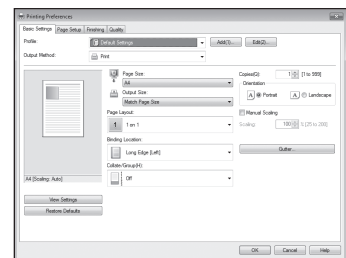 Printing Preferences
Basic Settings Page Setup Finishing Quality
Profile: Default Settings Add(1)... Edit(2)...
Output Method: Print
Page Size: Copies(G): 1 [1 to 999]
A4
Orientation
Output Size: A Portrait A Landscape
Match Page Size
Page Layout: Manual Scaling
1 1 on 1 Scaling: 100 % [25 to 200]
Binding Location:
Long Edge [Left] Gutter...
Collate/Group(H):
Off
A4 [Scaling: Auto]
View Settings
Restore Defaults
OK Cancel Help